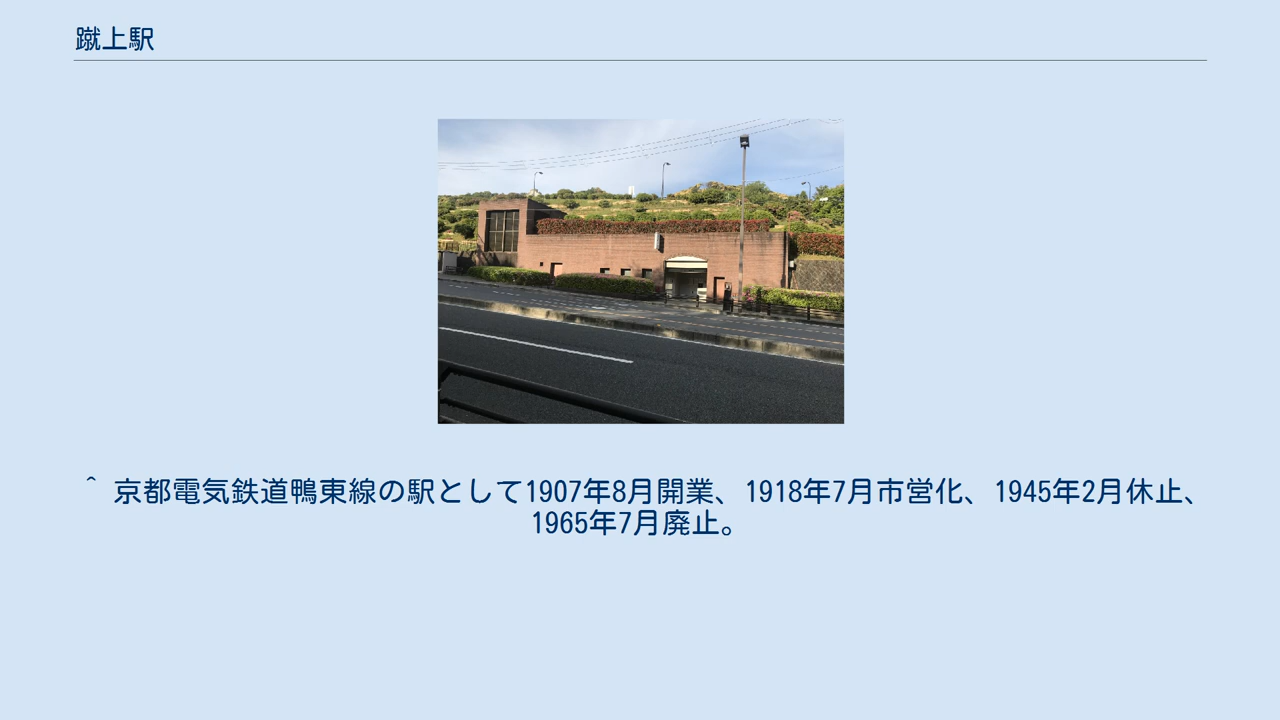 蹴上駅
^ 京都電気鉄道鴨東線の駅として1907年8月開業、1918年7月市営化、1945年2月休止、
1965年7月廃止。